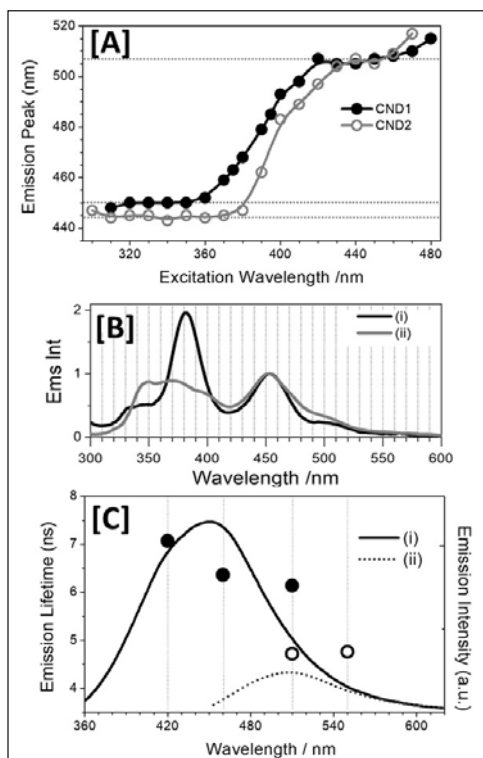 [A]
520
500
480
460
440
Emission Peak (nm)
CND1
CND2
320 360 400 440 480
Excitation Wavelength /nm
[B]
(i)
(ii)
2
1
0
Ems Int
300 350 400 450 500 550 600
Wavelength /nm
[C]
(i)
(ii)
8
7
6
5
4
Emission Lifetime (ns)
Emission Intensity (a.u.)
360 420 480 540 600
Wavelength / nm